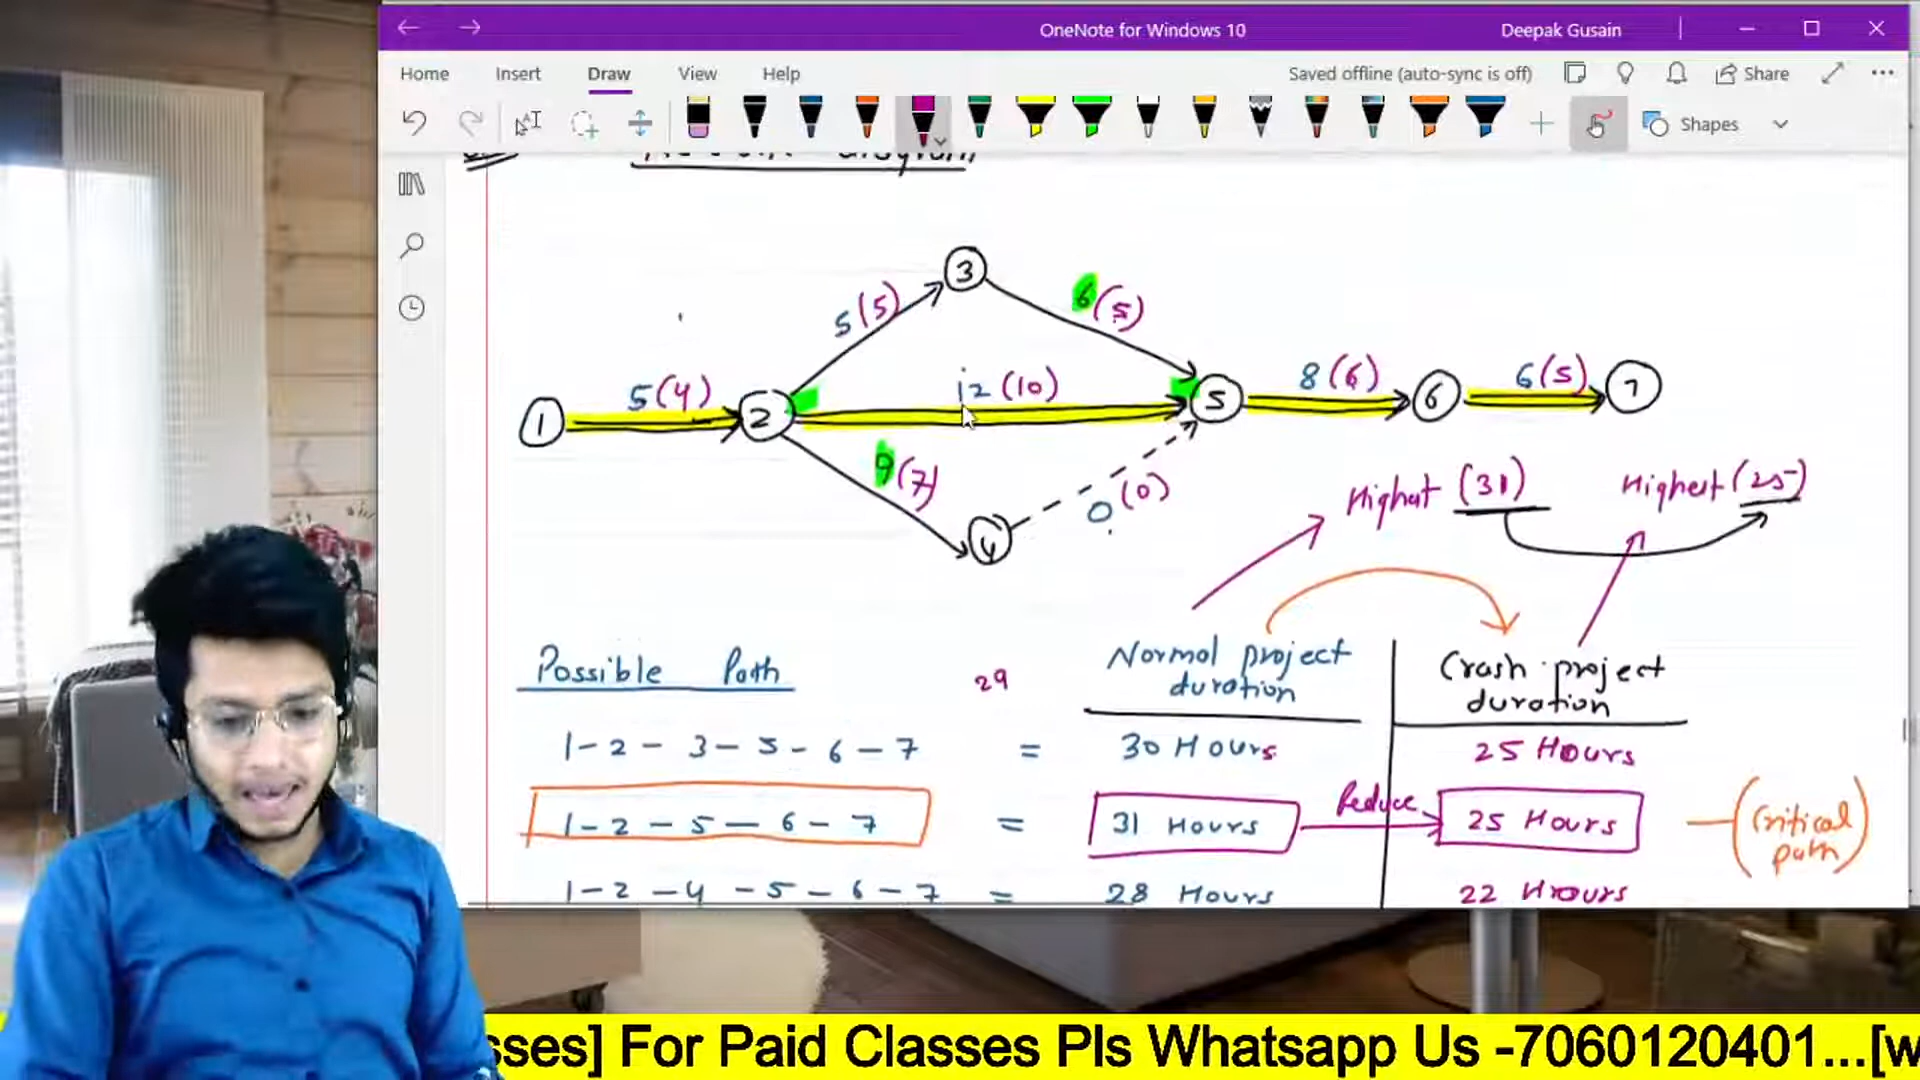 OneNote for Windows 10
Deepak Gusain
Home Insert Draw View Help
Saved offline (auto-sync is off)
Share
Shapes
3
5(5)
6(5)
5(4)
12(10)
8(6)
6(5)
1
2
5
6
7
9(7)
0(0)
4
Highest (31)
Highest (25)
Possible Path
29
Normal project
duration
Crash project
duration
1-2-3-5-6-7 = 30 Hours 25 Hours
1-2-5-6-7 = 31 Hours Reduce 25 Hours
(Critical
path)
1-2-4-5-6-7 = 28 Hours 22 Hours
sses] For Paid Classes Pls Whatsapp Us -7060120401...[w